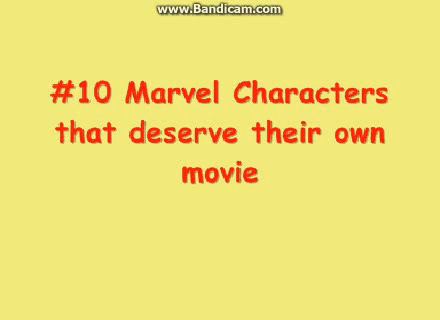 www.Bandicam.com
#10 Marvel Characters
that deserve their own
movie